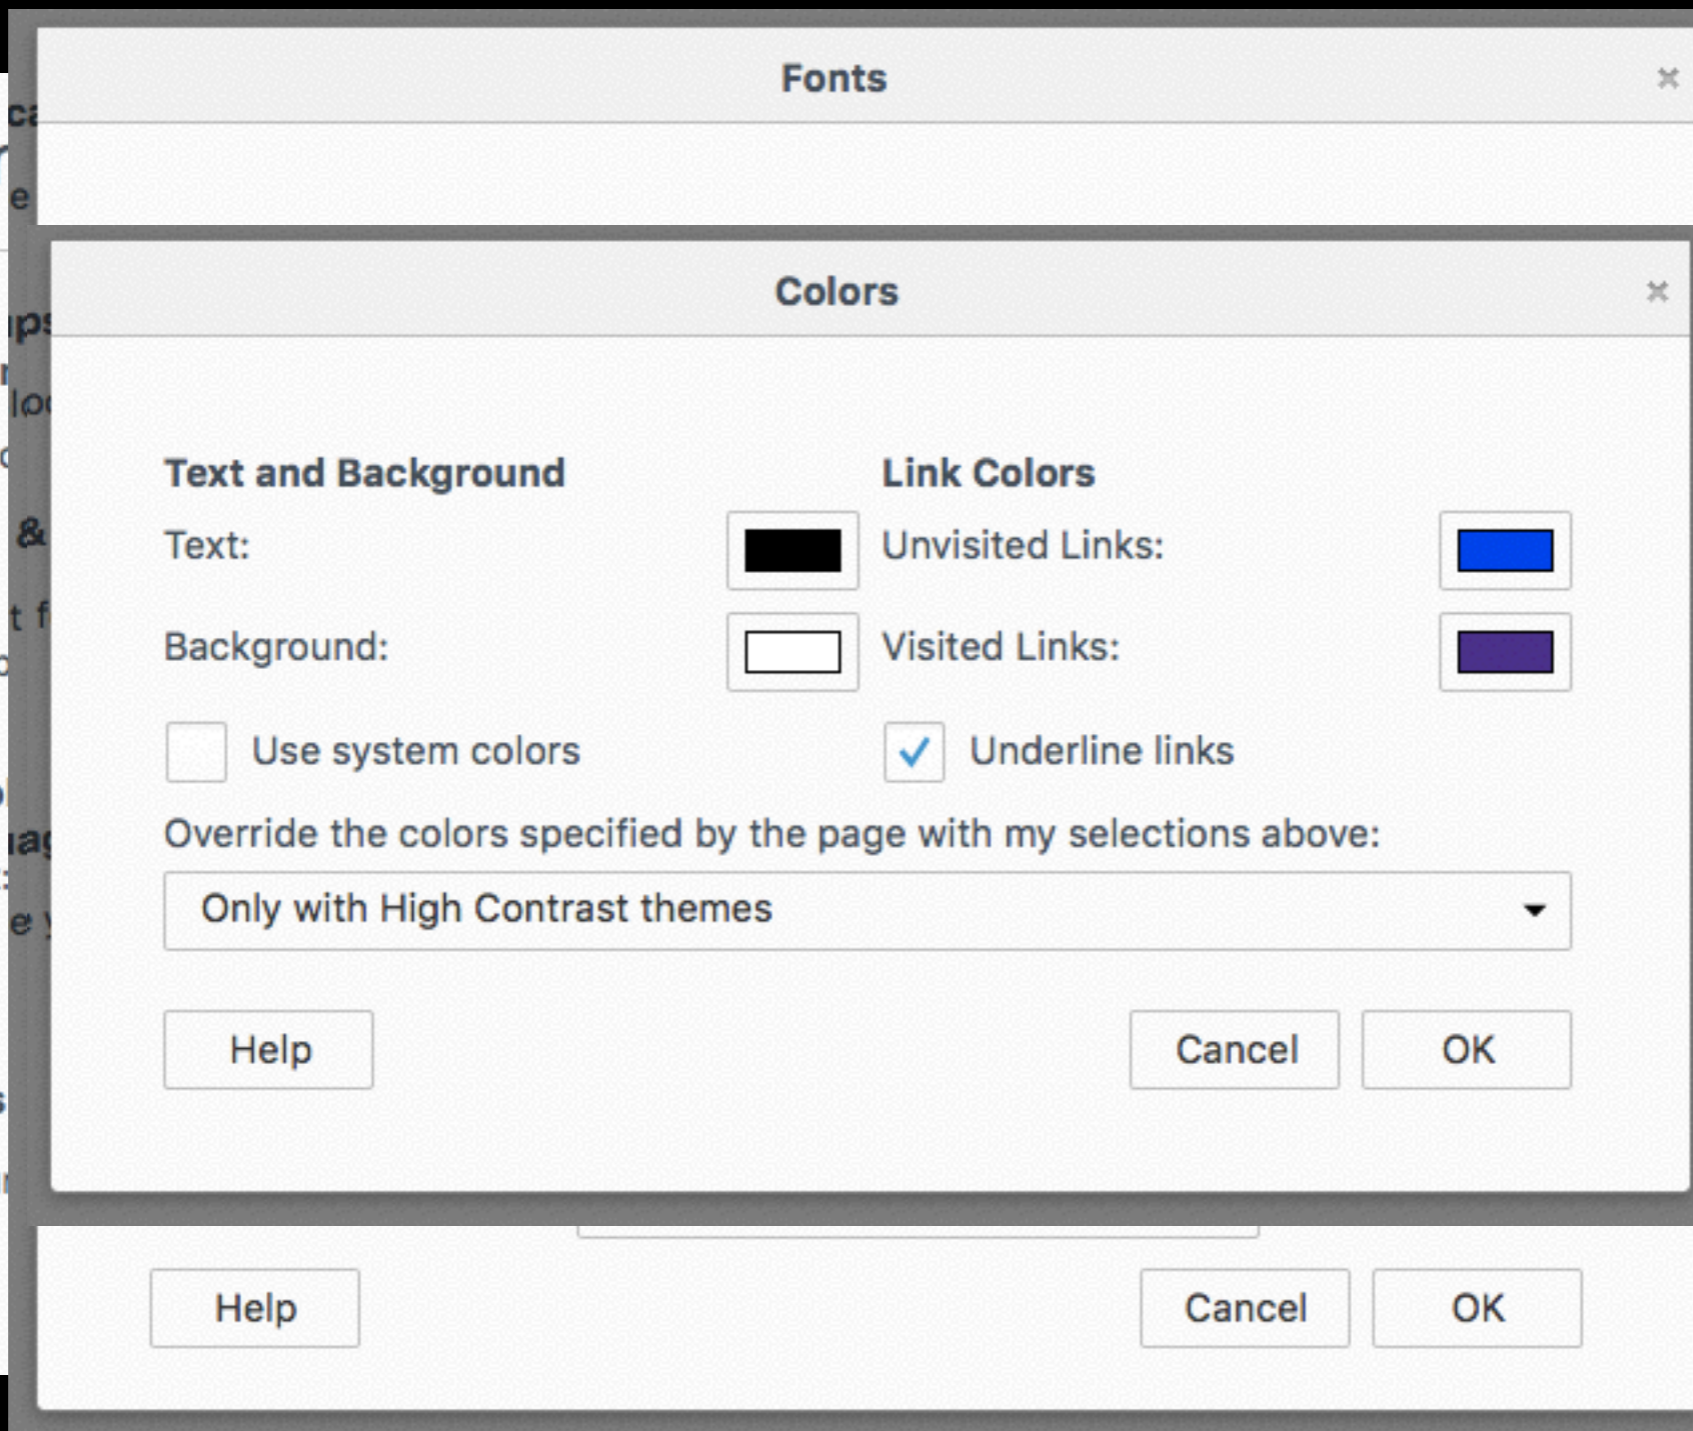 Fonts
Colors
Text and Background
Link Colors
Text:
Unvisited Links:
Background:
Visited Links:
Use system colors
Underline links
Override the colors specified by the page with my selections above:
Only with High Contrast themes
Help
Cancel
OK
Help
Cancel
OK